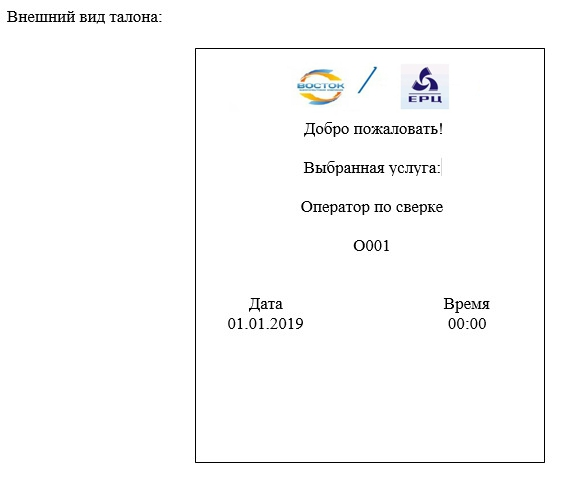 Внешний вид талона:
ВОСТОК
/
ЕРЦ
Добро пожаловать!
Выбранная услуга:
Оператор по сверке
О001
Дата
Время
01.01.2019
00:00